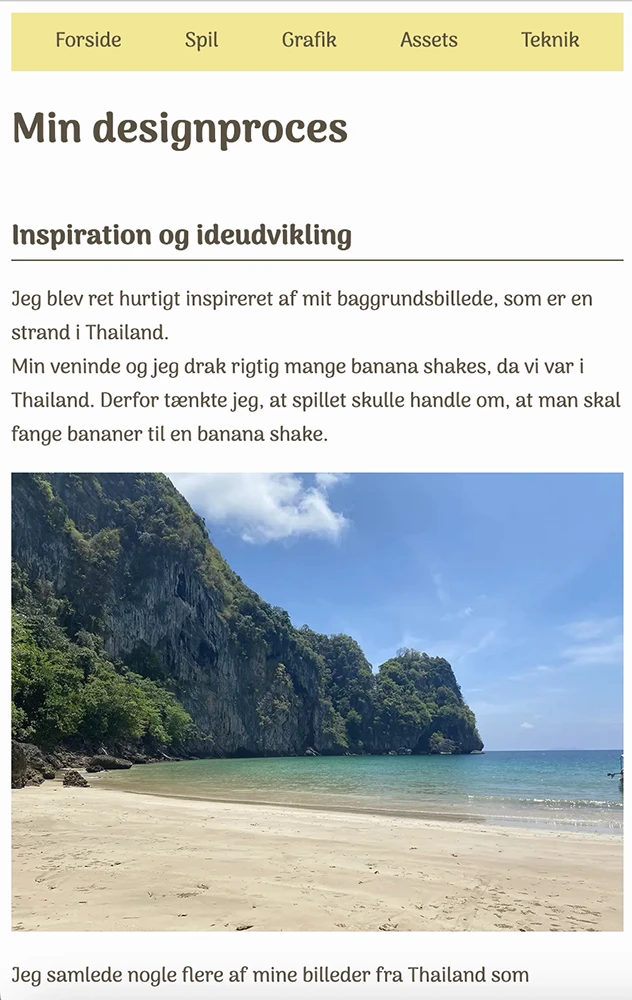 Forside Spil Grafik Assets Teknik
Min designproces
Inspiration og ideudvikling
Jeg blev ret hurtigt inspireret af mit baggrundsbillede, som er en
strand i Thailand.
Min veninde og jeg drak rigtig mange banana shakes, da vi var i
Thailand. Derfor tænkte jeg, at spillet skulle handle om, at man skal
fange bananer til en banana shake.
Jeg samlede nogle flere af mine billeder fra Thailand som